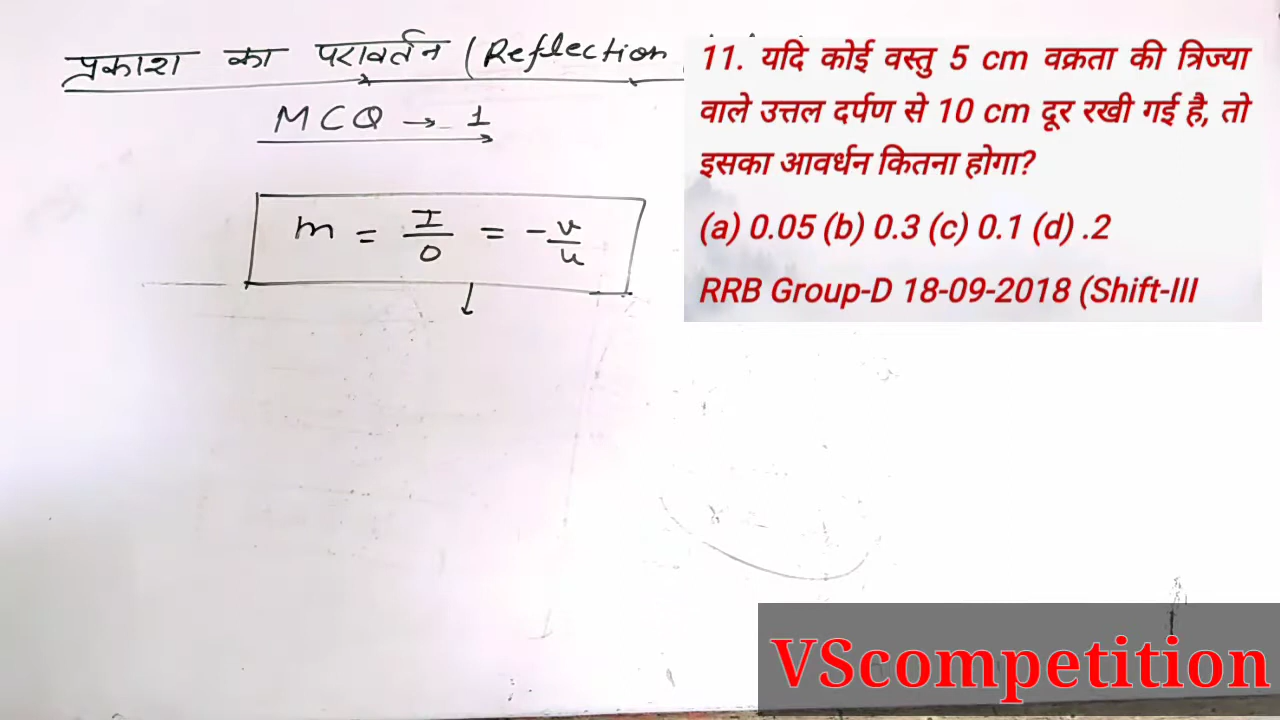 प्रकाश का परावर्तन (Reflection
MCQ → 1
m = I/O = -v/u
11. यदि कोई वस्तु 5 cm वक्रता की त्रिज्या
वाले उत्तल दर्पण से 10 cm दूर रखी गई है, तो
इसका आवर्धन कितना होगा?
(a) 0.05 (b) 0.3 (c) 0.1 (d) .2
RRB Group-D 18-09-2018 (Shift-III
VScompetition